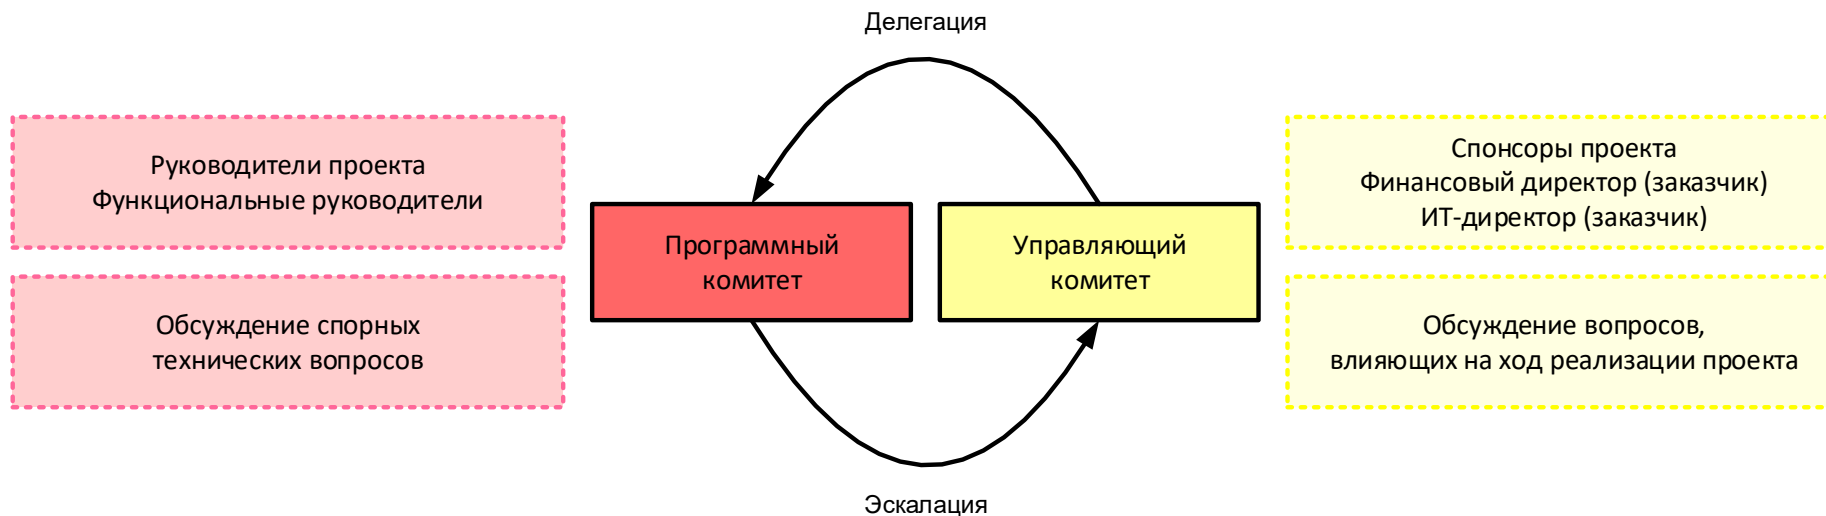 Делегация
Руководители проекта
Функциональные руководители
Обсуждение спорных
технических вопросов
Программный
комитет
Управляющий
комитет
Спонсоры проекта
Финансовый директор (заказчик)
ИТ-директор (заказчик)
Обсуждение вопросов,
влияющих на ход реализации проекта
Эскалация